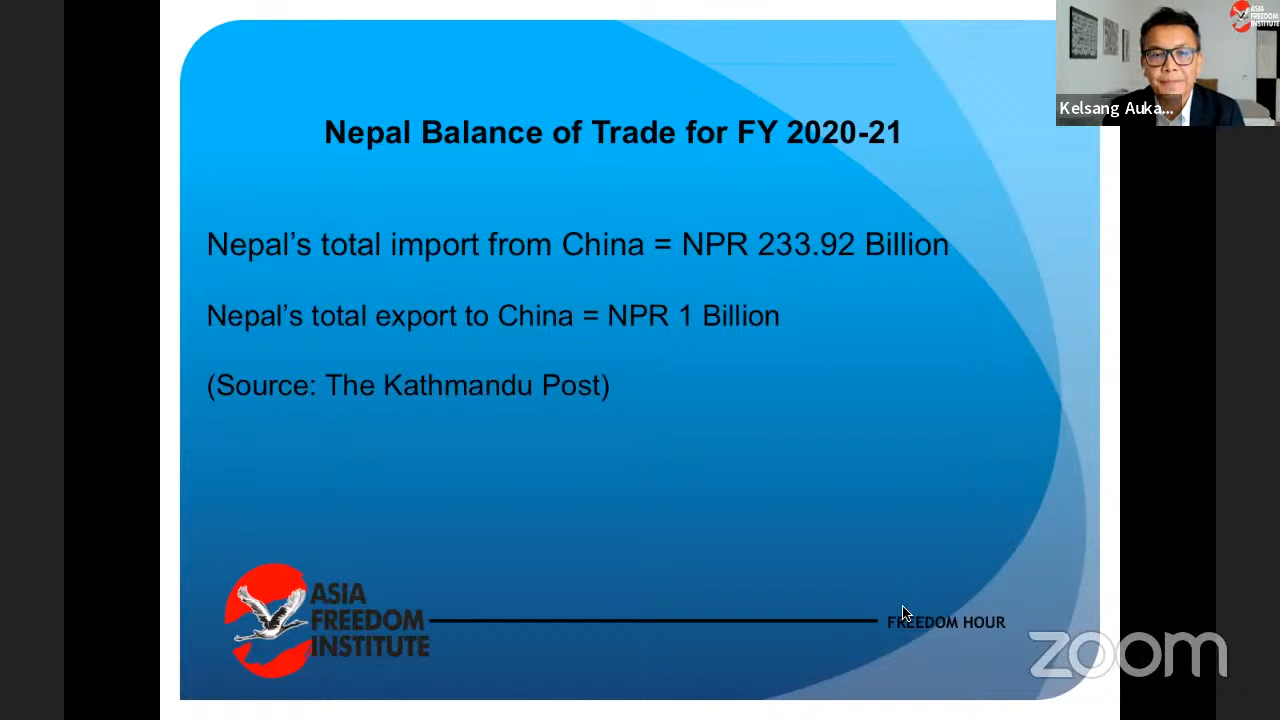 ASIA
FREEDOM
INSTITUTE
Kelsang Auka...
Nepal Balance of Trade for FY 2020-21
Nepal’s total import from China = NPR 233.92 Billion
Nepal’s total export to China = NPR 1 Billion
(Source: The Kathmandu Post)
ASIA
FREEDOM
INSTITUTE
FREEDOM HOUR
zoom